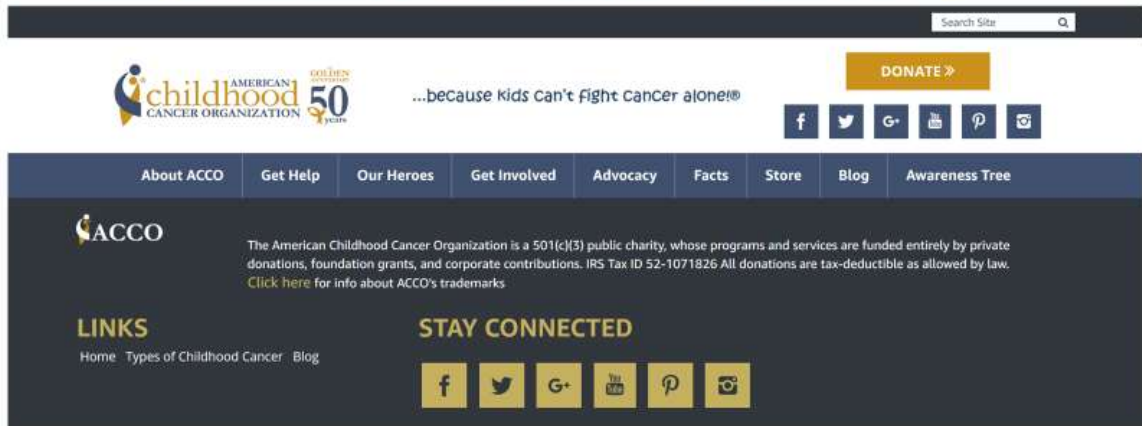 Search Site
AMERICAN
childhood
CANCER ORGANIZATION
GOLDEN
50
years
...because kids can't fight cancer alone!®
DONATE »
About ACCO Get Help Our Heroes Get Involved Advocacy Facts Store Blog Awareness Tree
ACCO
The American Childhood Cancer Organization is a 501(c)(3) public charity, whose programs and services are funded entirely by private
donations, foundation grants, and corporate contributions. IRS Tax ID 52-1071826 All donations are tax-deductible as allowed by law.
Click here for info about ACCO's trademarks
LINKS
STAY CONNECTED
Home Types of Childhood Cancer Blog